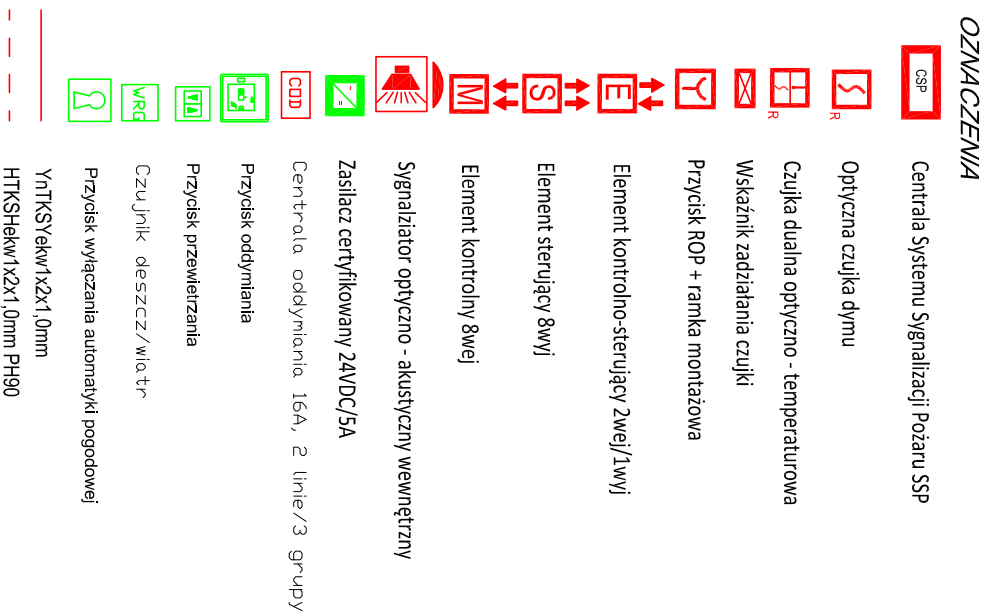 OZNACZENIA
CSP Centrala Systemu Sygnalizacji Pożaru SSP
R Optyczna czujka dymu
R Czujka dualna optyczno - temperaturowa
Wskaźnik zadziałania czujki
Przycisk ROP + ramka montażowa
E Element kontrolno-sterujący 2wej/1wyj
S Element sterujący 8wyj
M Element kontrolny 8wej
Sygnalziator optyczno - akustyczny wewnętrzny
Zasilacz certyfikowany 24VDC/5A
COD Centrala oddymiania 16A, 2 linie/3 grupy
Przycisk oddymiania
Przycisk przewietrzania
WRG Czujnik deszcz/wiatr
Przycisk wyłączania automatyki pogodowej
YnTKSYekw1x2x1,0mm
HTKSHekw1x2x1,0mm PH90